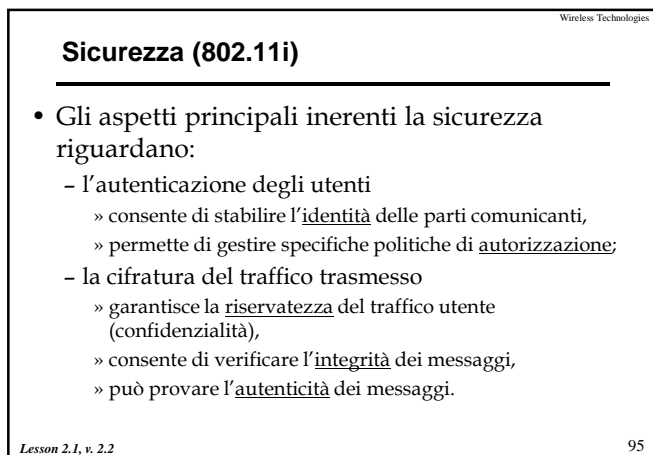 Wireless Technologies
Sicurezza (802.11i)
• Gli aspetti principali inerenti la sicurezza
riguardano:
– l’autenticazione degli utenti
» consente di stabilire l’identità delle parti comunicanti,
» permette di gestire specifiche politiche di autorizzazione;
– la cifratura del traffico trasmesso
» garantisce la riservatezza del traffico utente
(confidenzialità),
» consente di verificare l’integrità dei messaggi,
» può provare l’autenticità dei messaggi.
Lesson 2.1, v. 2.2
95